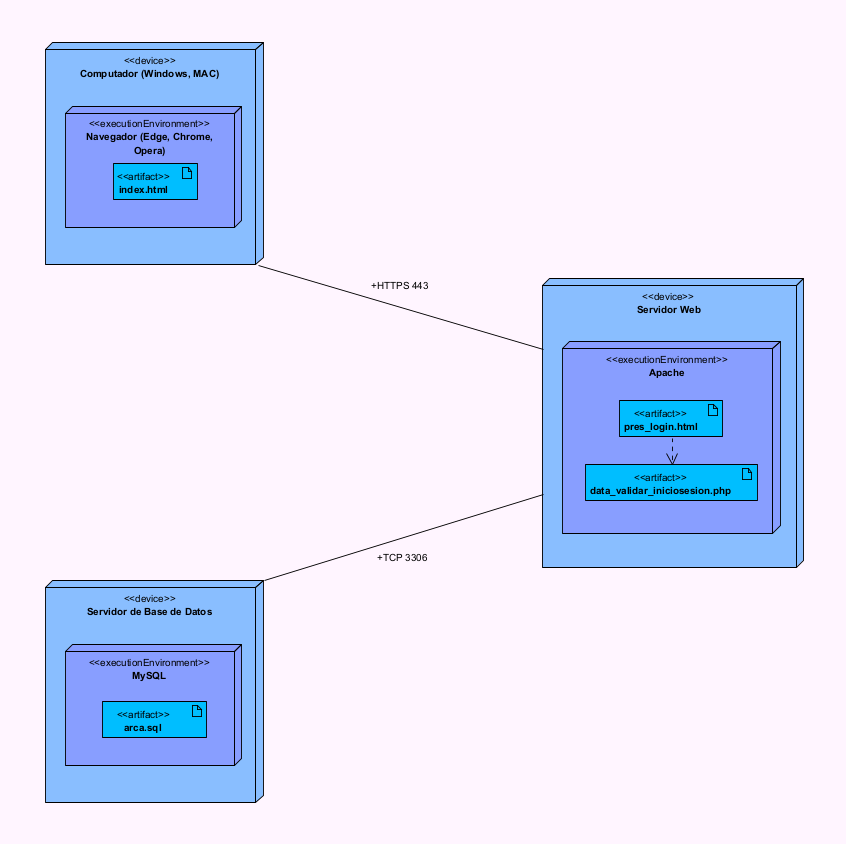 <<device>>
Computador (Windows, MAC)
<<executionEnvironment>>
Navegador (Edge, Chrome,
Opera)
<<artifact>>
index.html
+HTTPS 443
<<device>>
Servidor Web
<<executionEnvironment>>
Apache
<<artifact>>
pres_login.html
<<artifact>>
data_validar_iniciosesion.php
+TCP 3306
<<device>>
Servidor de Base de Datos
<<executionEnvironment>>
MySQL
<<artifact>>
arca.sql